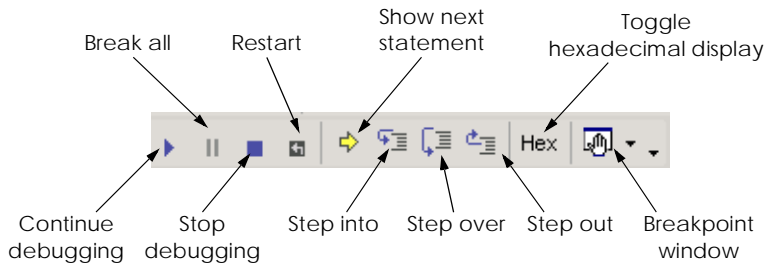 Break all
Restart
Show next
statement
Toggle
hexadecimal display
Hex
Continue
debugging
Stop
debugging
Step into
Step over
Step out
Breakpoint
window